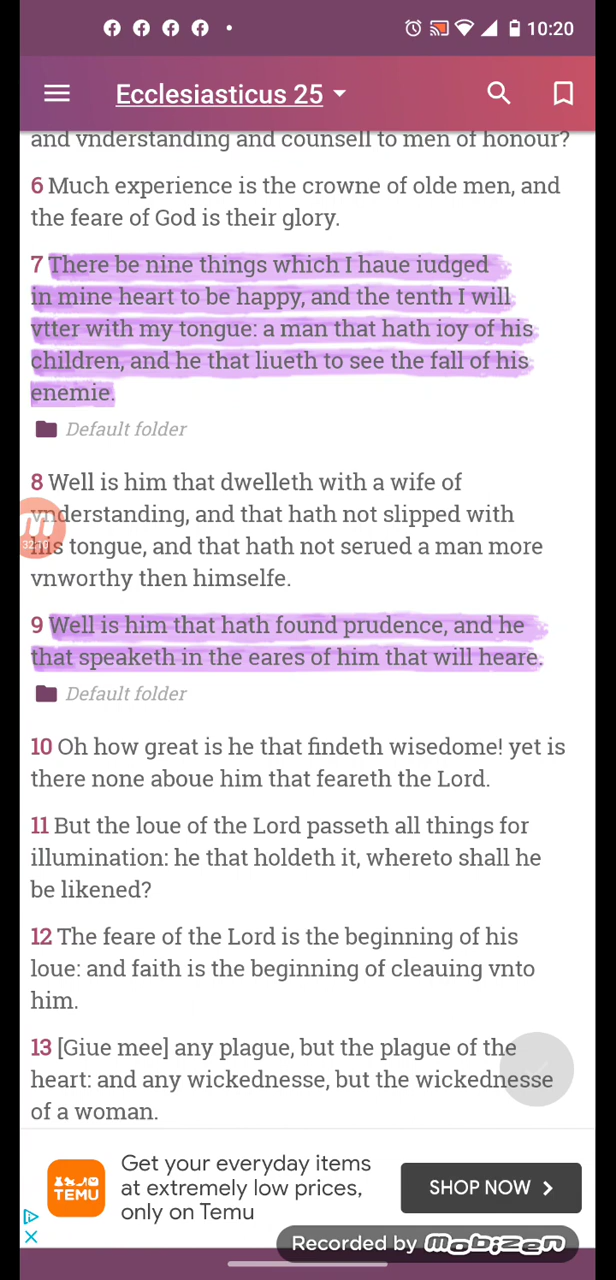 10:20
Ecclesiasticus 25
and vnderstanding and counsell to men of honour?
6 Much experience is the crowne of olde men, and
the feare of God is their glory.
7 There be nine things which I haue iudged
in mine heart to be happy, and the tenth I will
vtter with my tongue: a man that hath ioy of his
children, and he that liueth to see the fall of his
enemie.
Default folder
8 Well is him that dwelleth with a wife of
vnderstanding, and that hath not slipped with
his tongue, and that hath not serued a man more
vnworthy then himselfe.
32:10
9 Well is him that hath found prudence, and he
that speaketh in the eares of him that will heare.
Default folder
10 Oh how great is he that findeth wisedome! yet is
there none aboue him that feareth the Lord.
11 But the loue of the Lord passeth all things for
illumination: he that holdeth it, whereto shall he
be likened?
12 The feare of the Lord is the beginning of his
loue: and faith is the beginning of cleauing vnto
him.
13 [Giue mee] any plague, but the plague of the
heart: and any wickednesse, but the wickednesse
of a woman.
TEMU
Get your everyday items
at extremely low prices,
only on Temu
SHOP NOW
Recorded by mobizen